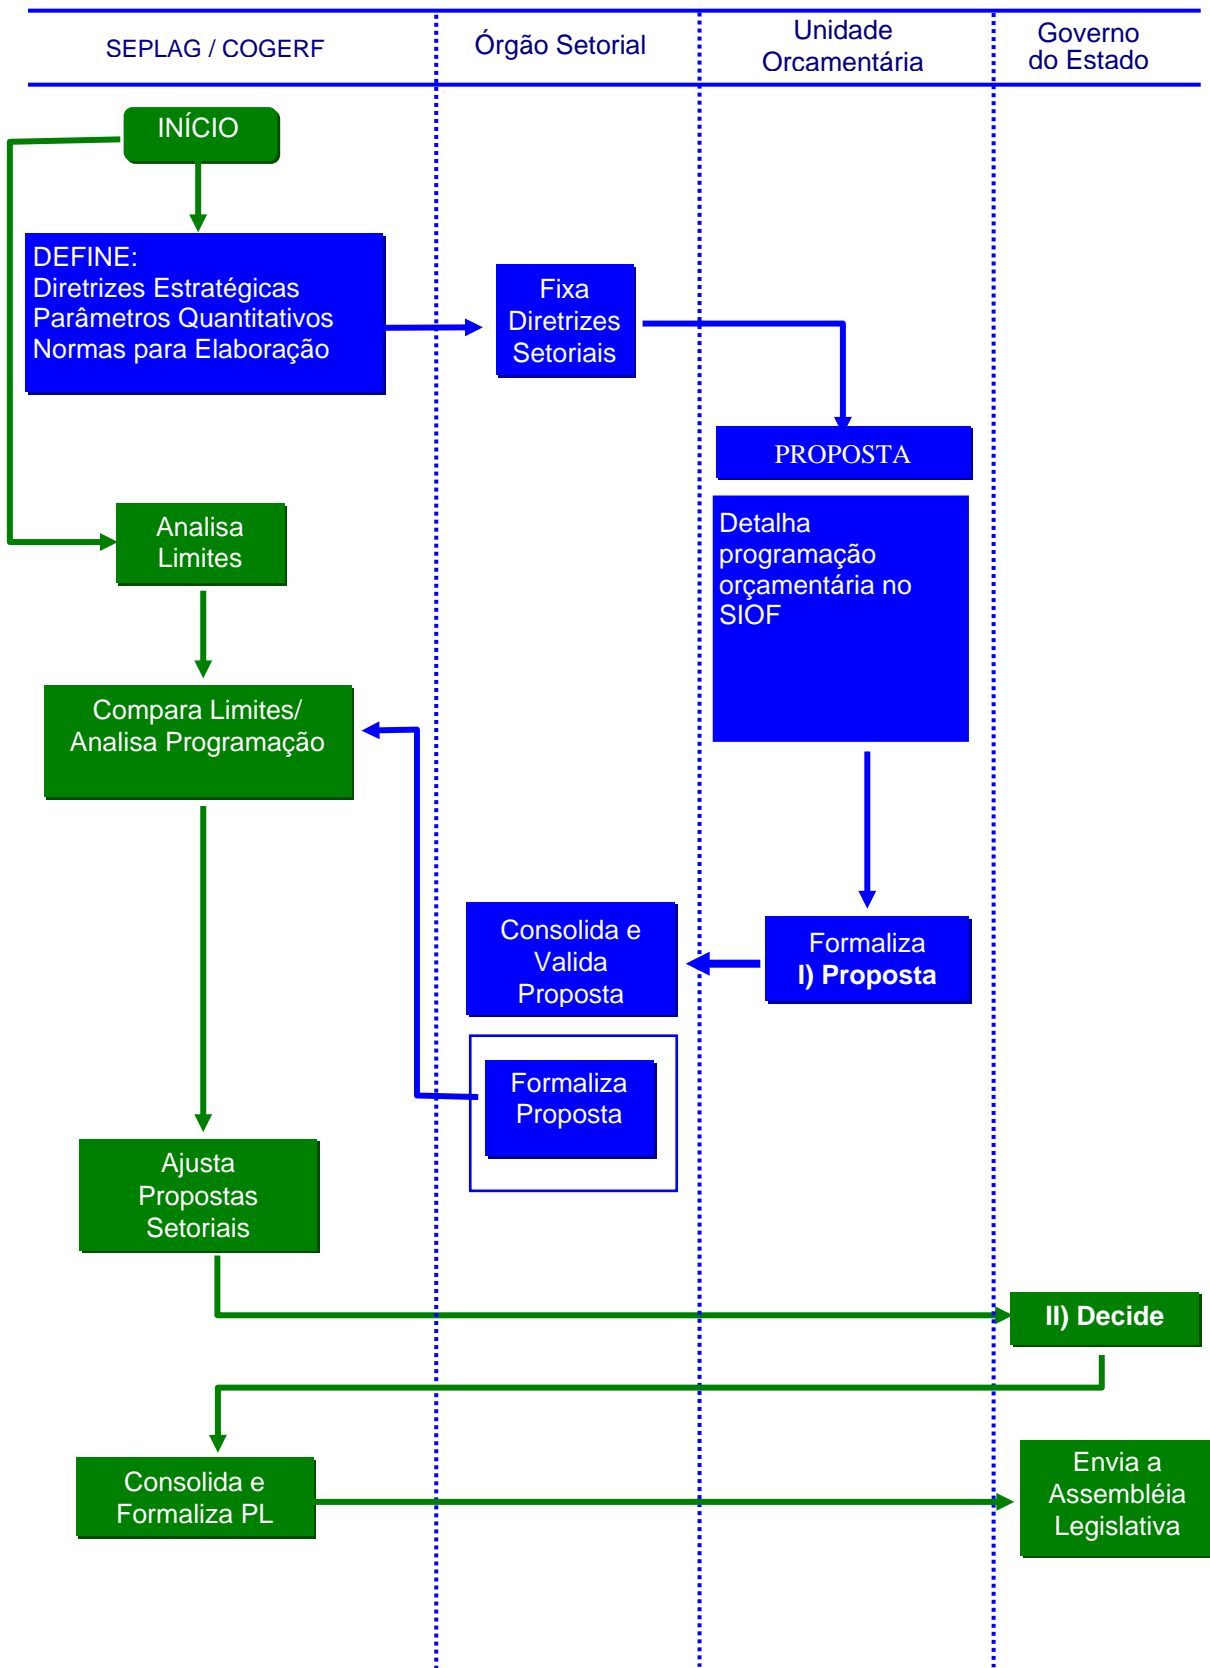 SEPLAG / COGERF
Órgão Setorial
Unidade
Orcamentária
Governo
do Estado
INÍCIO
DEFINE:
Diretrizes Estratégicas
Parâmetros Quantitativos
Normas para Elaboração
Fixa
Diretrizes
Setoriais
PROPOSTA
Detalha
programação
orçamentária no
SIOF
Analisa
Limites
Compara Limites/
Analisa Programação
Formaliza
I) Proposta
Consolida e
Valida
Proposta
Formaliza
Proposta
Ajusta
Propostas
Setoriais
II) Decide
Consolida e
Formaliza PL
Envia a
Assembléia
Legislativa